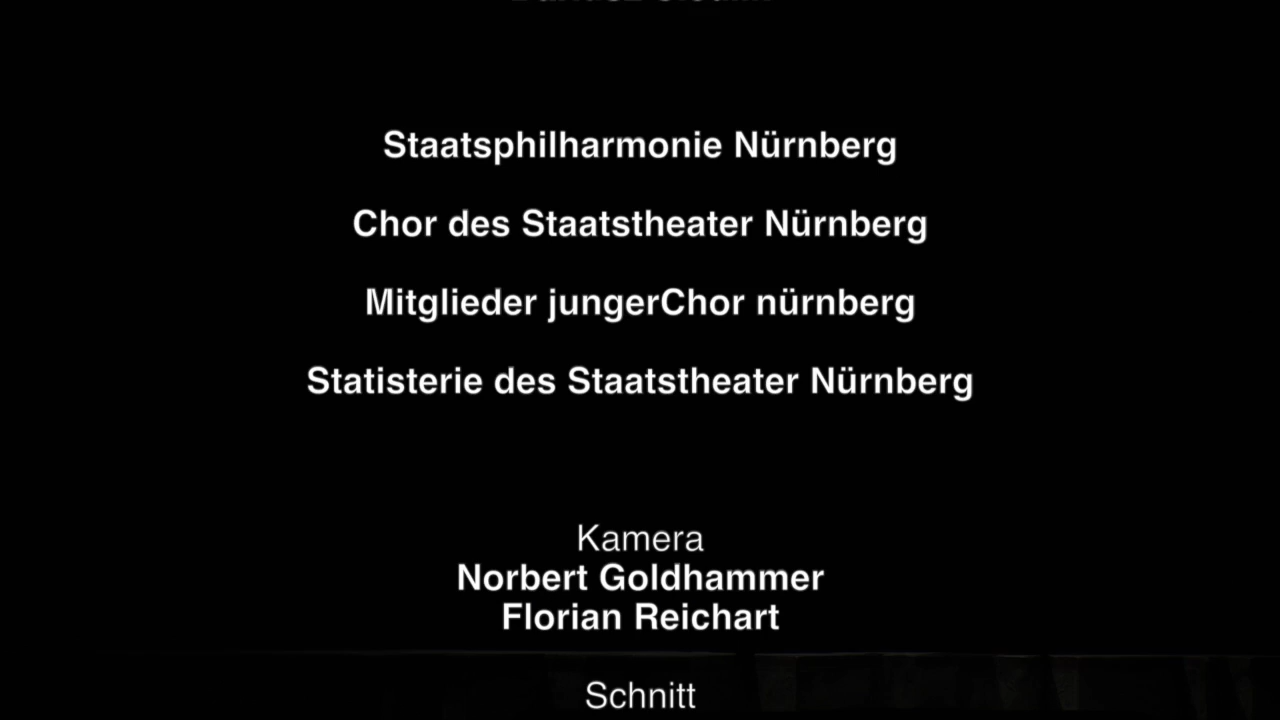 Staatsphilharmonie Nürnberg
Chor des Staatstheater Nürnberg
Mitglieder jungerChor nürnberg
Statisterie des Staatstheater Nürnberg
Kamera
Norbert Goldhammer
Florian Reichart
Schnitt